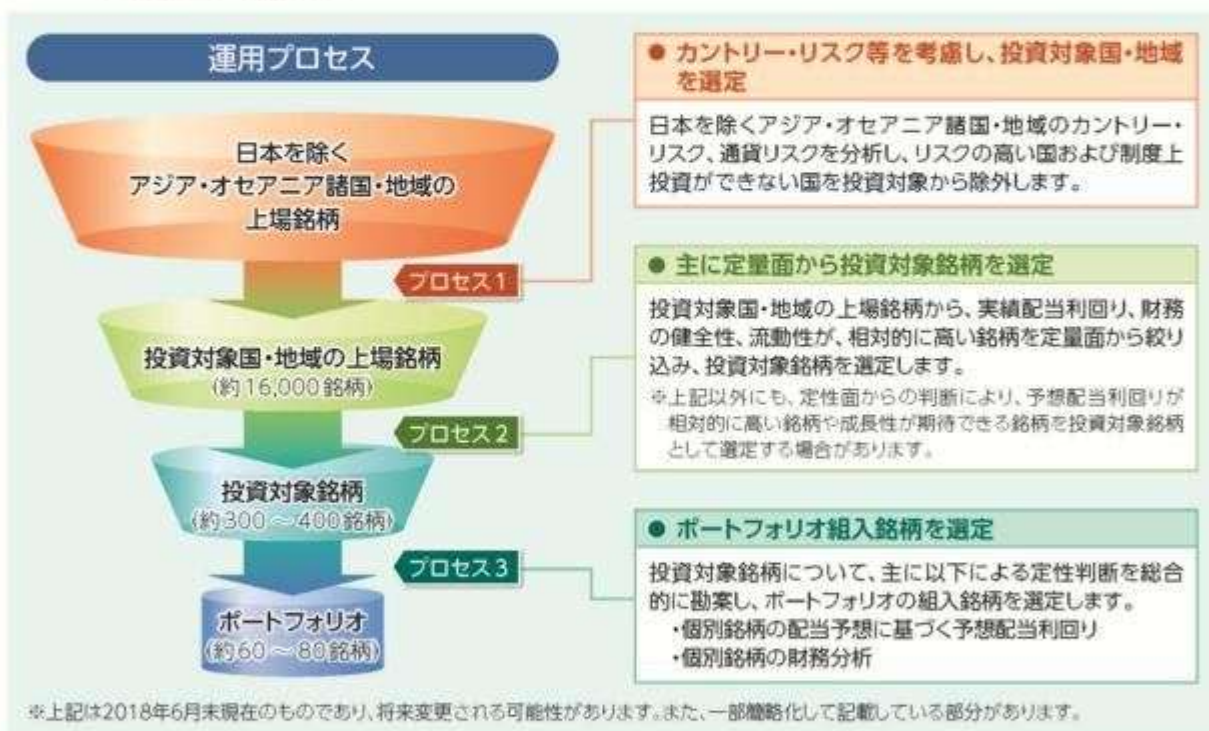 運用プロセス
日本を除く
アジア・オセアニア諸国・地域の
上場銘柄
プロセス1
投資対象国・地域の上場銘柄
(約16,000銘柄)
プロセス2
投資対象銘柄
(約300～400銘柄)
プロセス3
ポートフォリオ
(約60～80銘柄)
● カントリー・リスク等を考慮し、投資対象国・地域
を選定
日本を除くアジア・オセアニア諸国・地域のカントリー・
リスク、通貨リスクを分析し、リスクの高い国および制度上
投資ができない国を投資対象から除外します。
● 主に定量面から投資対象銘柄を選定
投資対象国・地域の上場銘柄から、実績配当利回り、財務
の健全性、流動性が、相対的に高い銘柄を定量面から絞り
込み、投資対象銘柄を選定します。
※上記以外にも、定性面からの判断により、予想配当利回りが
相対的に高い銘柄や成長性が期待できる銘柄を投資対象銘柄
として選定する場合があります。
● ポートフォリオ組入銘柄を選定
投資対象銘柄について、主に以下による定性判断を総合
的に勘案し、ポートフォリオの組入銘柄を選定します。
・個別銘柄の配当予想に基づく予想配当利回り
・個別銘柄の財務分析
※上記は2018年6月末現在のものであり、将来変更される可能性があります。また、一部簡略化して記載している部分があります。